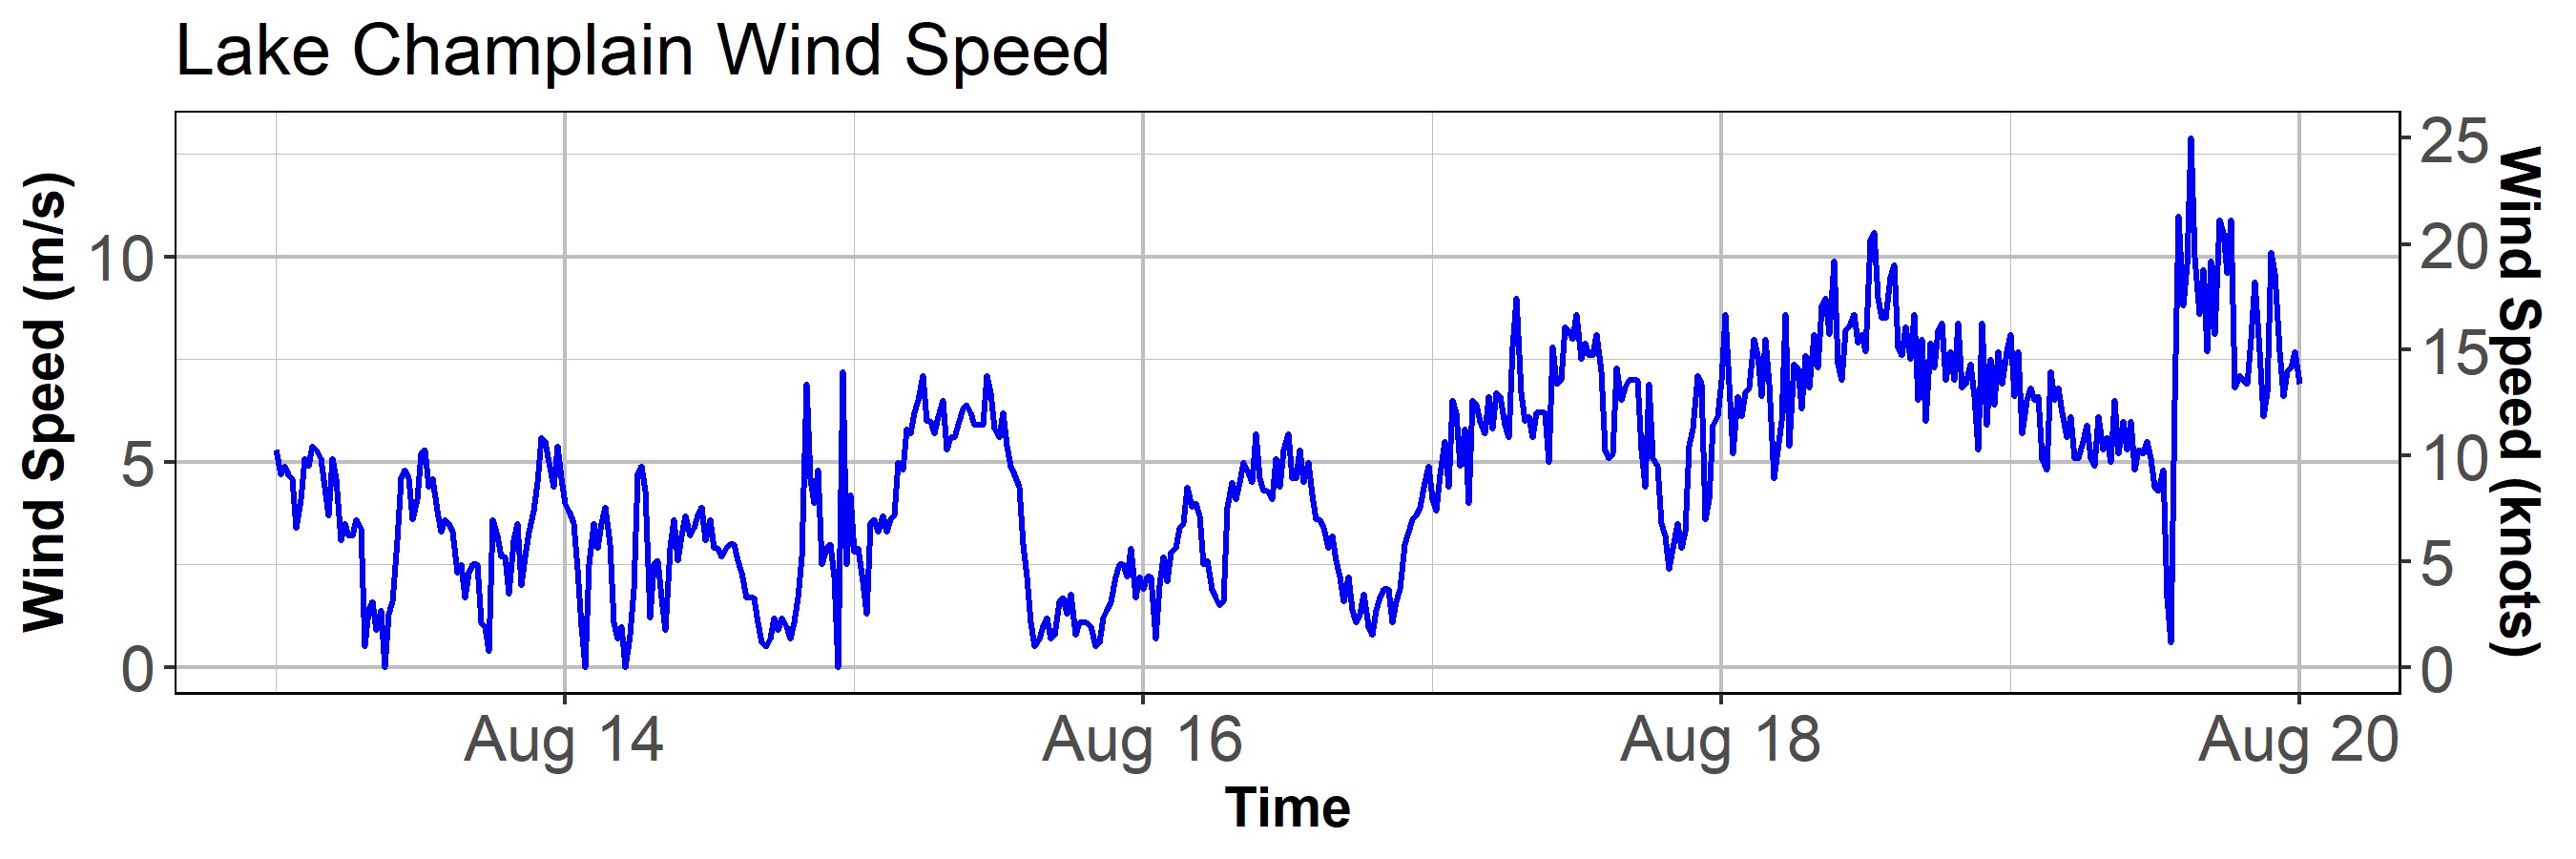 Lake Champlain Wind Speed
Wind Speed (m/s)
10
5
0
25
20
15
10
5
0
Wind Speed (knots)
Aug 14
Aug 16
Aug 18
Aug 20
Time